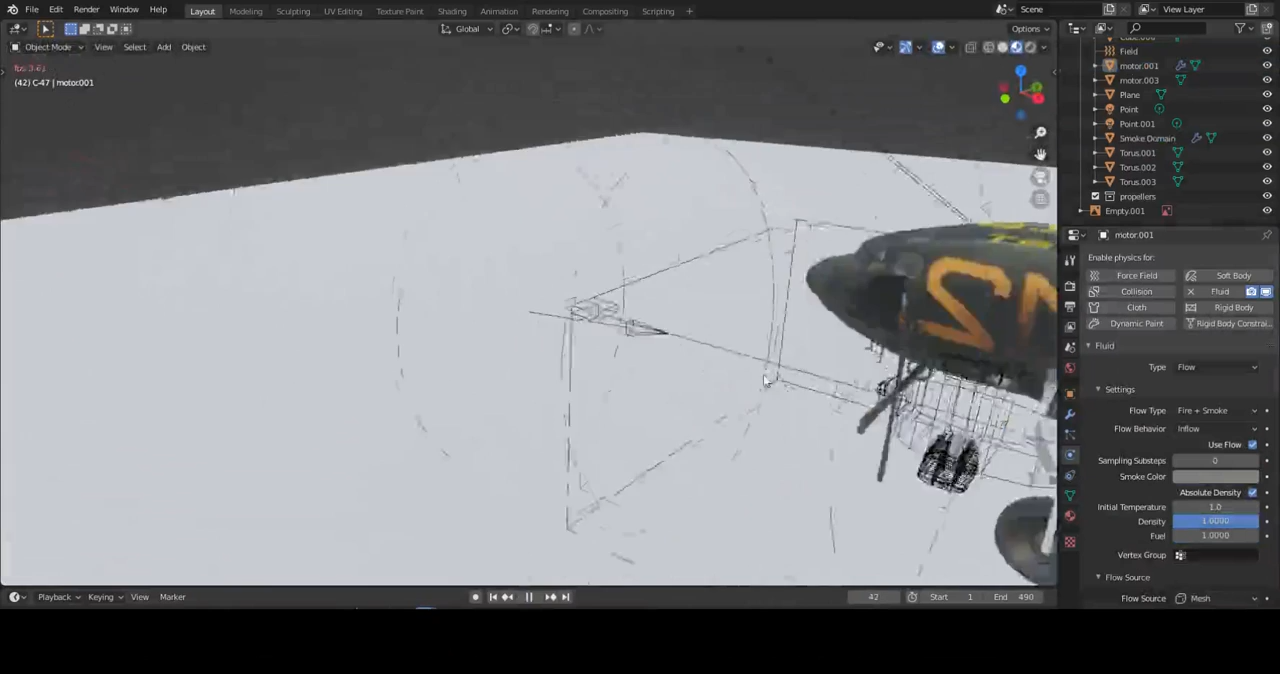 File Edit Render Window Help Layout Modeling Sculpting UV Editing Texture Paint Shading Animation Rendering Compositing Scripting + Scene View Layer
Global Options
Object Mode View Select Add Object
(42) C-47 | motor.001
Field
motor.001
motor.003
Plane
Point
Point.001
Smoke Domain
Torus.001
Torus.002
Torus.003
propellers
Empty.001
motor.001
Enable physics for:
Force Field Soft Body
Collision Fluid
Cloth Rigid Body
Dynamic Paint Rigid Body Constrai...
Fluid
Type Flow
Settings
Flow Type Fire + Smoke
Flow Behavior Inflow
Use Flow
Sampling Substeps 0
Smoke Color
Absolute Density
Initial Temperature 1.0
Density 1.0000
Fuel 1.0000
Vertex Group
Flow Source
Flow Source Mesh
Playback Keying View Marker 42 Start 1 End 490